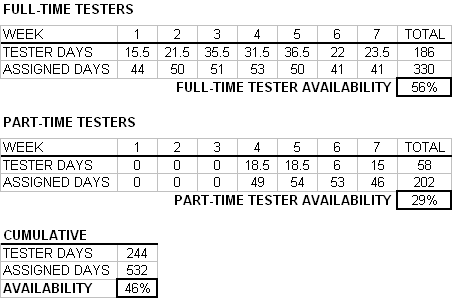 FULL-TIME TESTERS
WEEK 1 2 3 4 5 6 7 TOTAL
TESTER DAYS 15.5 21.5 35.5 31.5 36.5 22 23.5 186
ASSIGNED DAYS 44 50 51 53 50 41 41 330
FULL-TIME TESTER AVAILABILITY 56%
PART-TIME TESTERS
WEEK 1 2 3 4 5 6 7 TOTAL
TESTER DAYS 0 0 0 18.5 18.5 6 15 58
ASSIGNED DAYS 0 0 0 49 54 53 46 202
PART-TIME TESTER AVAILABILITY 29%
CUMULATIVE
TESTER DAYS 244
ASSIGNED DAYS 532
AVAILABILITY 46%